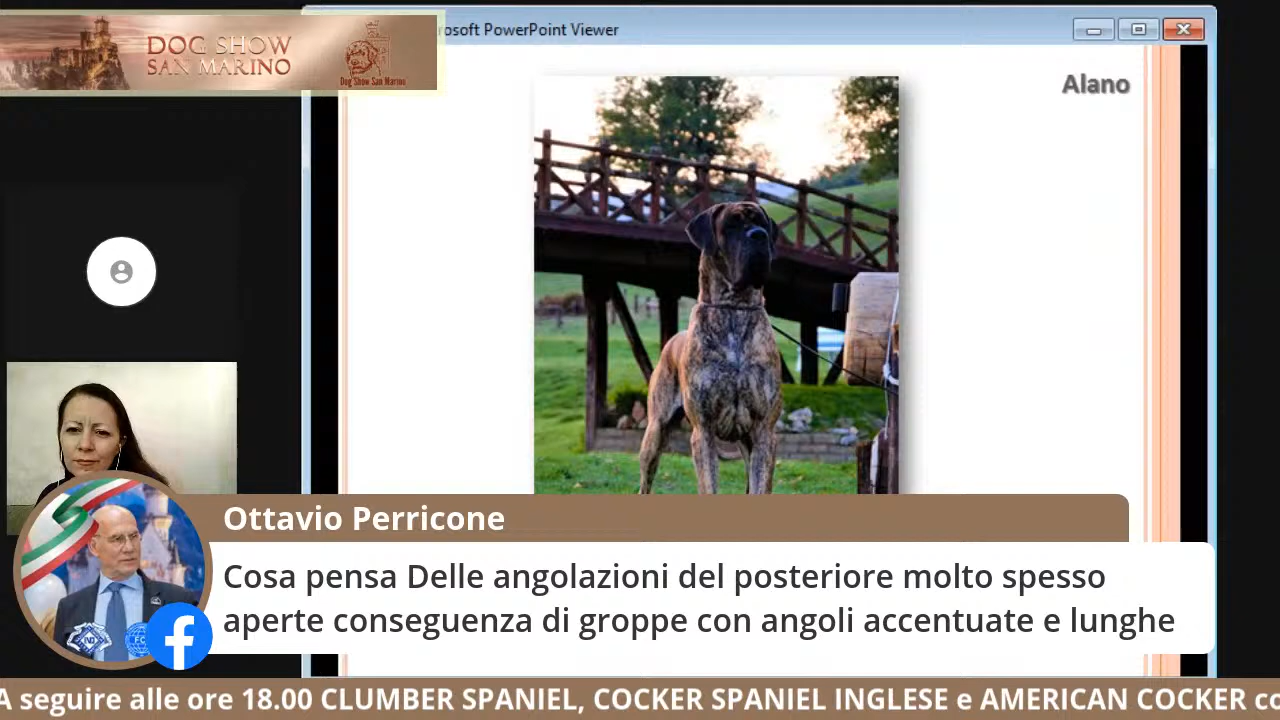 rosoft PowerPoint Viewer
DOG SHOW
SAN MARINO
Dog Show San Marino
Alano
Ottavio Perricone
Cosa pensa Delle angolazioni del posteriore molto spesso
aperte conseguenza di groppe con angoli accentuate e lunghe
A seguire alle ore 18.00 CLUMBER SPANIEL, COCKER SPANIEL INGLESE e AMERICAN COCKER co